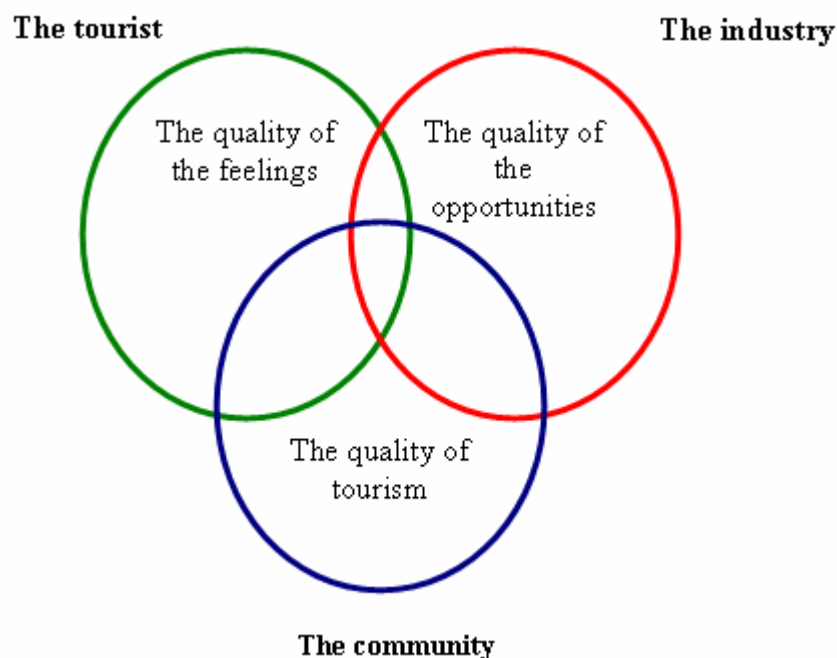 The tourist
The industry
The quality of
the feelings
The quality of
the
opportunities
The quality of
tourism
The community